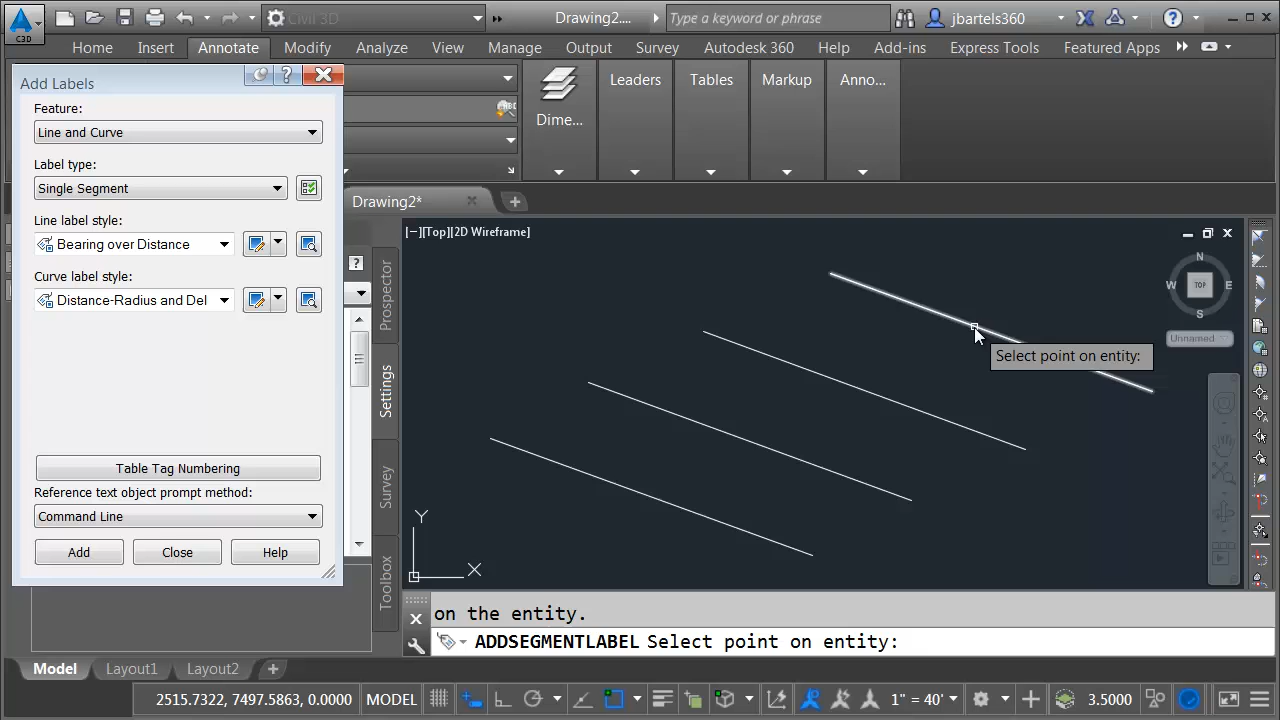 C3D
Civil 3D
Drawing2....
Type a keyword or phrase
jbartels360
Home Insert Annotate Modify Analyze View Manage Output Survey Autodesk 360 Help Add-ins Express Tools Featured Apps
Add Labels
Feature:
Line and Curve
Label type:
Single Segment
Line label style:
Bearing over Distance
Curve label style:
Distance-Radius and Del
Table Tag Numbering
Reference text object prompt method:
Command Line
Add Close Help
Dime...
Leaders
Tables
Markup
Anno...
Drawing2*
[−][Top][2D Wireframe]
Prospector
Settings
Survey
Toolbox
N
W TOP E
S
Unnamed
Select point on entity:
Y
X
on the entity.
ADDSEGMENTLABEL Select point on entity:
Model Layout1 Layout2
2515.7322, 7497.5863, 0.0000 MODEL 1" = 40' 3.5000